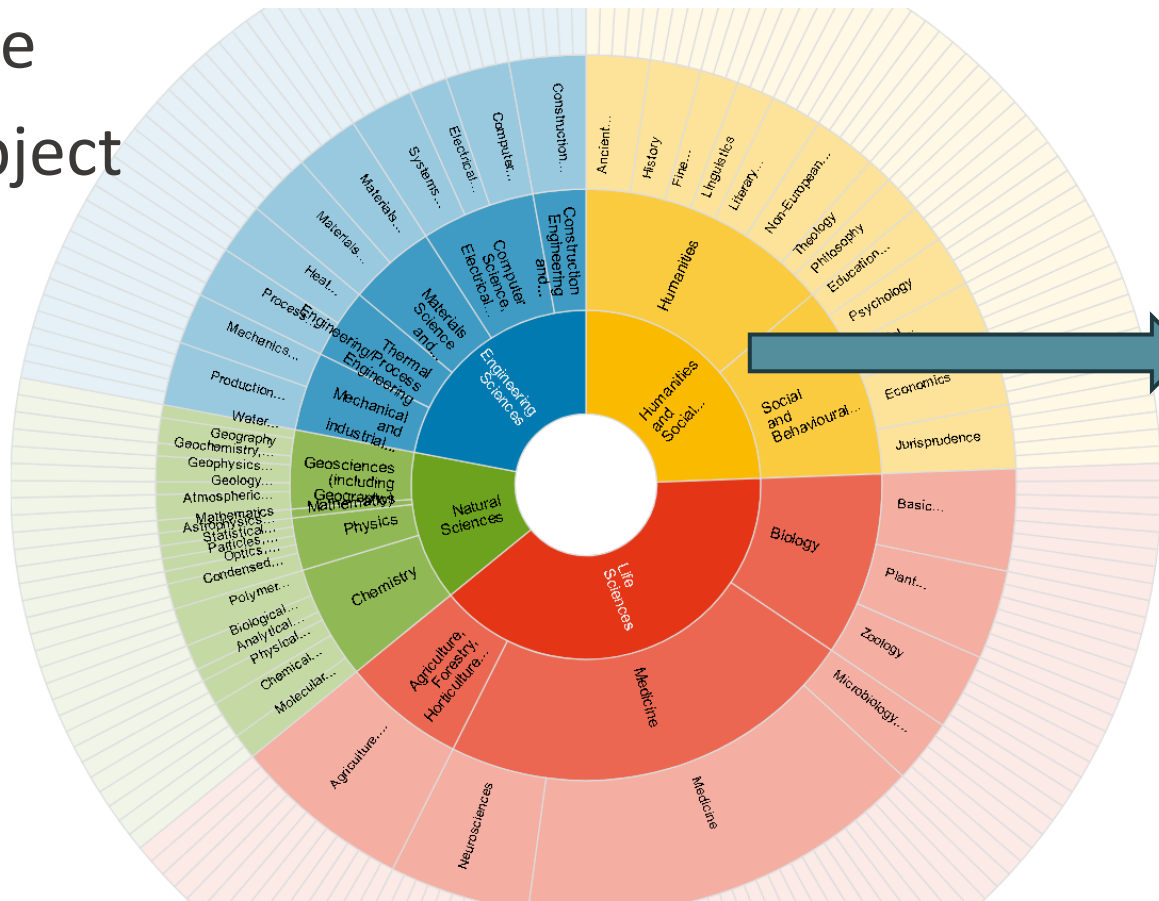 e
oject
Construction...
Computer...
Electrical...
Systems...
Materials...
Materials...
Heat...
Process...
Mechanics...
Production...
Water...
Ancient...
History
Fine...
Linguistics
Literary...
Non-European...
Theology
Philosophy
Education...
Psychology
Economics
Jurisprudence
Construction
Engineering
and...
Computer
Science,
Electrical...
Materials
Science
and...
Thermal
Engineering/Process
Engineering
Mechanical
and
industrial...
Humanities
Social
and
Behavioural...
Engineering
Sciences
Humanities
and
Social...
Natural
Sciences
Life
Sciences
Geography
Geochemistry,...
Geophysics...
Geology...
Atmospheric...
Mathematics
Astrophysics...
Statistical...
Particles,...
Optics,...
Condensed...
Polymer...
Biological...
Analytical...
Physical...
Chemical...
Molecular...
Geosciences
(including
Geography)
Mathematics
Physics
Chemistry
Biology
Basic...
Plant...
Zoology
Microbiology,...
Agriculture,
Forestry,
Horticulture...
Medicine
Agriculture,...
Neurosciences
Medicine